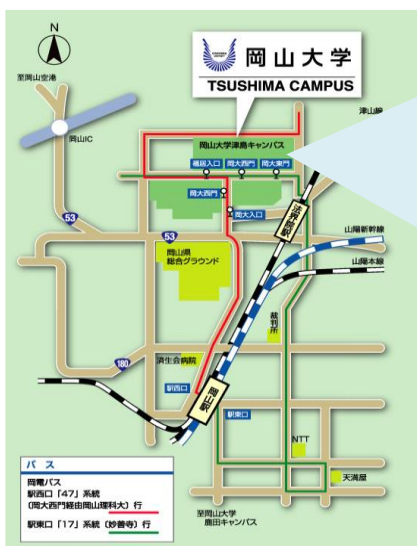 N
岡山大学
TSUSHIMA CAMPUS
至岡山空港
岡山IC
津山線
岡山大学津島キャンパス
福居入口
岡大西門
岡大東門
岡大西門
岡大入口
法界院駅
53
53
岡山県
総合グラウンド
山陽新幹線
山陽本線
裁判所
180
済生会病院
駅西口
岡山駅
駅東口
NTT
天満屋
至岡山大学
鹿田キャンパス
バス
岡電バス
駅西口「47」系統
(岡大西門経由岡山理科大)行
駅東口「17」系統(妙善寺)行